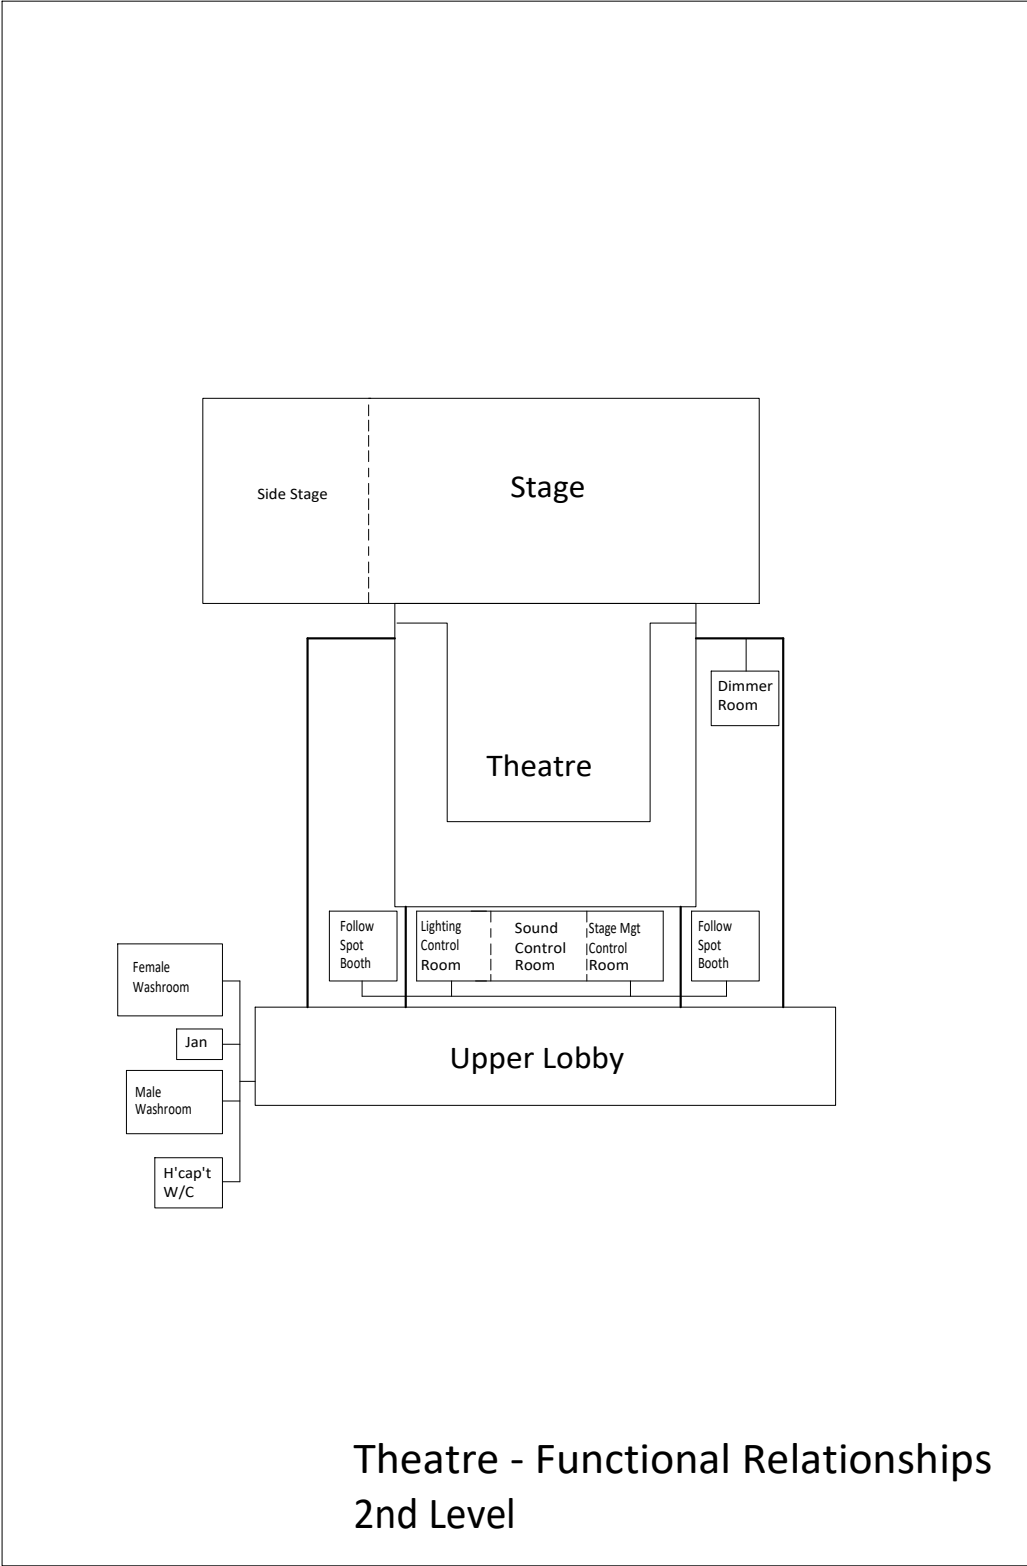 Side Stage
Stage
Dimmer
Room
Theatre
Follow
Spot
Booth
Lighting
Control
Room
Sound
Control
Room
Stage Mgt
Control
Room
Follow
Spot
Booth
Female
Washroom
Jan
Male
Washroom
H'cap't
W/C
Upper Lobby
Theatre - Functional Relationships
2nd Level